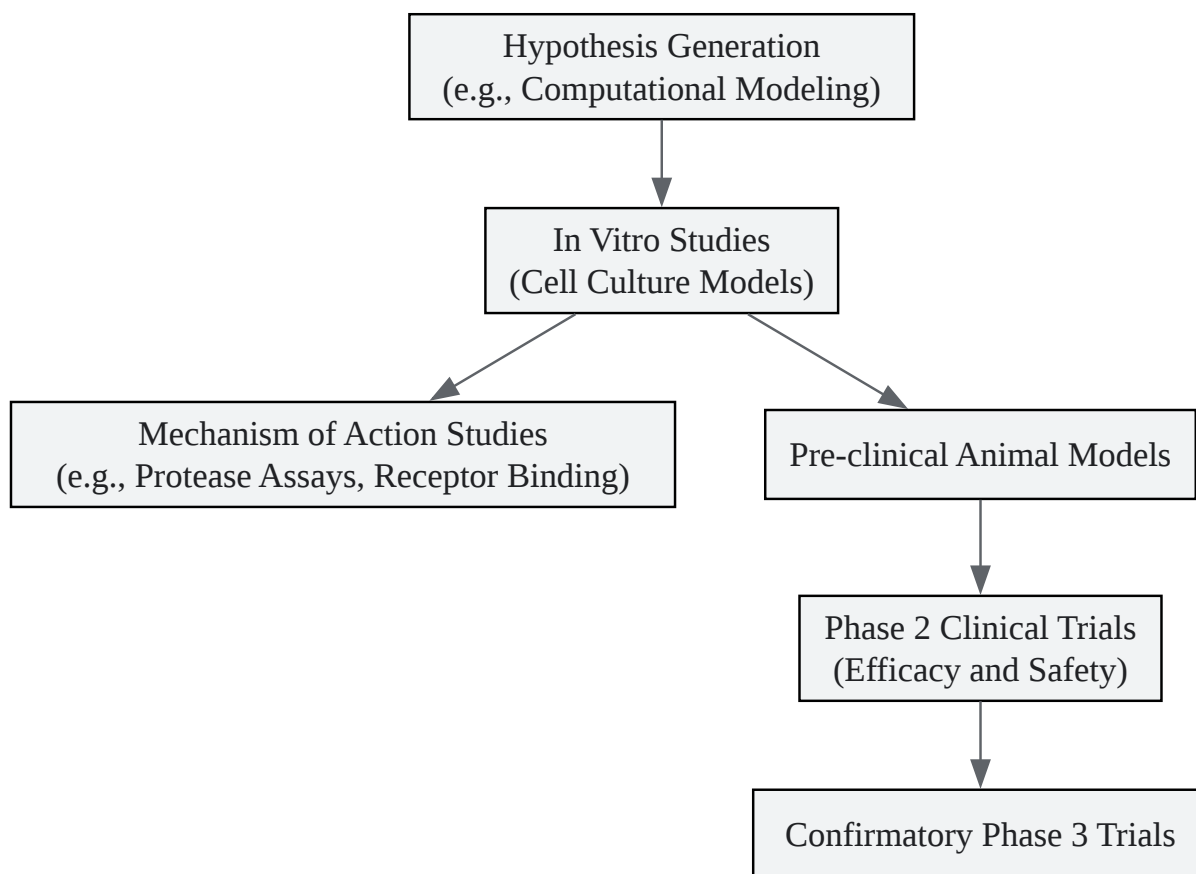 Hypothesis Generation
(e.g., Computational Modeling)
In Vitro Studies
(Cell Culture Models)
Mechanism of Action Studies
(e.g., Protease Assays, Receptor Binding)
Pre-clinical Animal Models
Phase 2 Clinical Trials
(Efficacy and Safety)
Confirmatory Phase 3 Trials